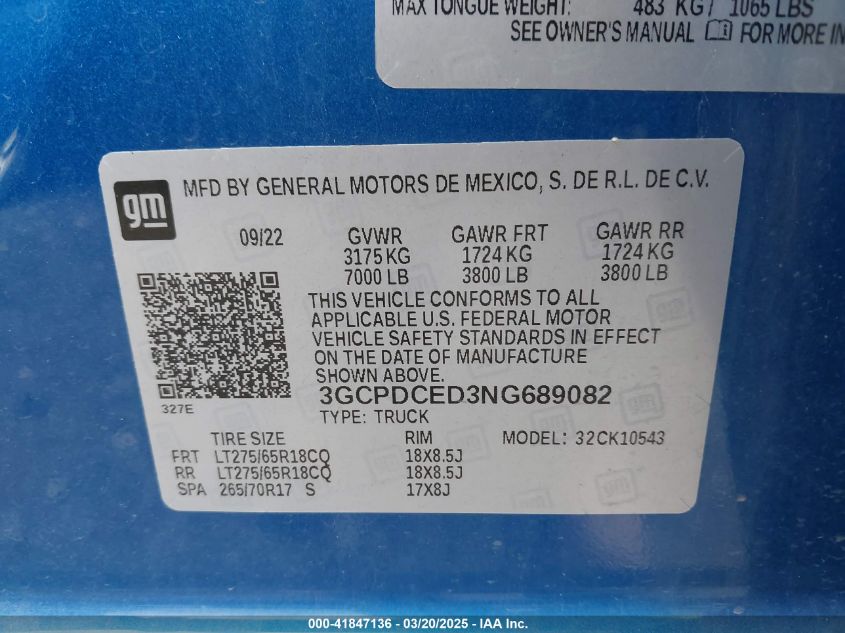 MAX TONGUE WEIGHT: 483 KG / 1065 LBS
SEE OWNER'S MANUAL FOR MORE IN
gm
MFD BY GENERAL MOTORS DE MEXICO, S. DE R.L. DE C.V.
09/22 GVWR GAWR FRT GAWR RR
3175 KG 1724 KG 1724 KG
7000 LB 3800 LB 3800 LB
THIS VEHICLE CONFORMS TO ALL
APPLICABLE U.S. FEDERAL MOTOR
VEHICLE SAFETY STANDARDS IN EFFECT
ON THE DATE OF MANUFACTURE
SHOWN ABOVE.
3GCPDCED3NG689082
327E
TYPE: TRUCK
TIRE SIZE RIM MODEL: 32CK10543
FRT LT275/65R18CQ 18X8.5J
RR LT275/65R18CQ 18X8.5J
SPA 265/70R17 S 17X8J
000-41847136 - 03/20/2025 - IAA Inc.